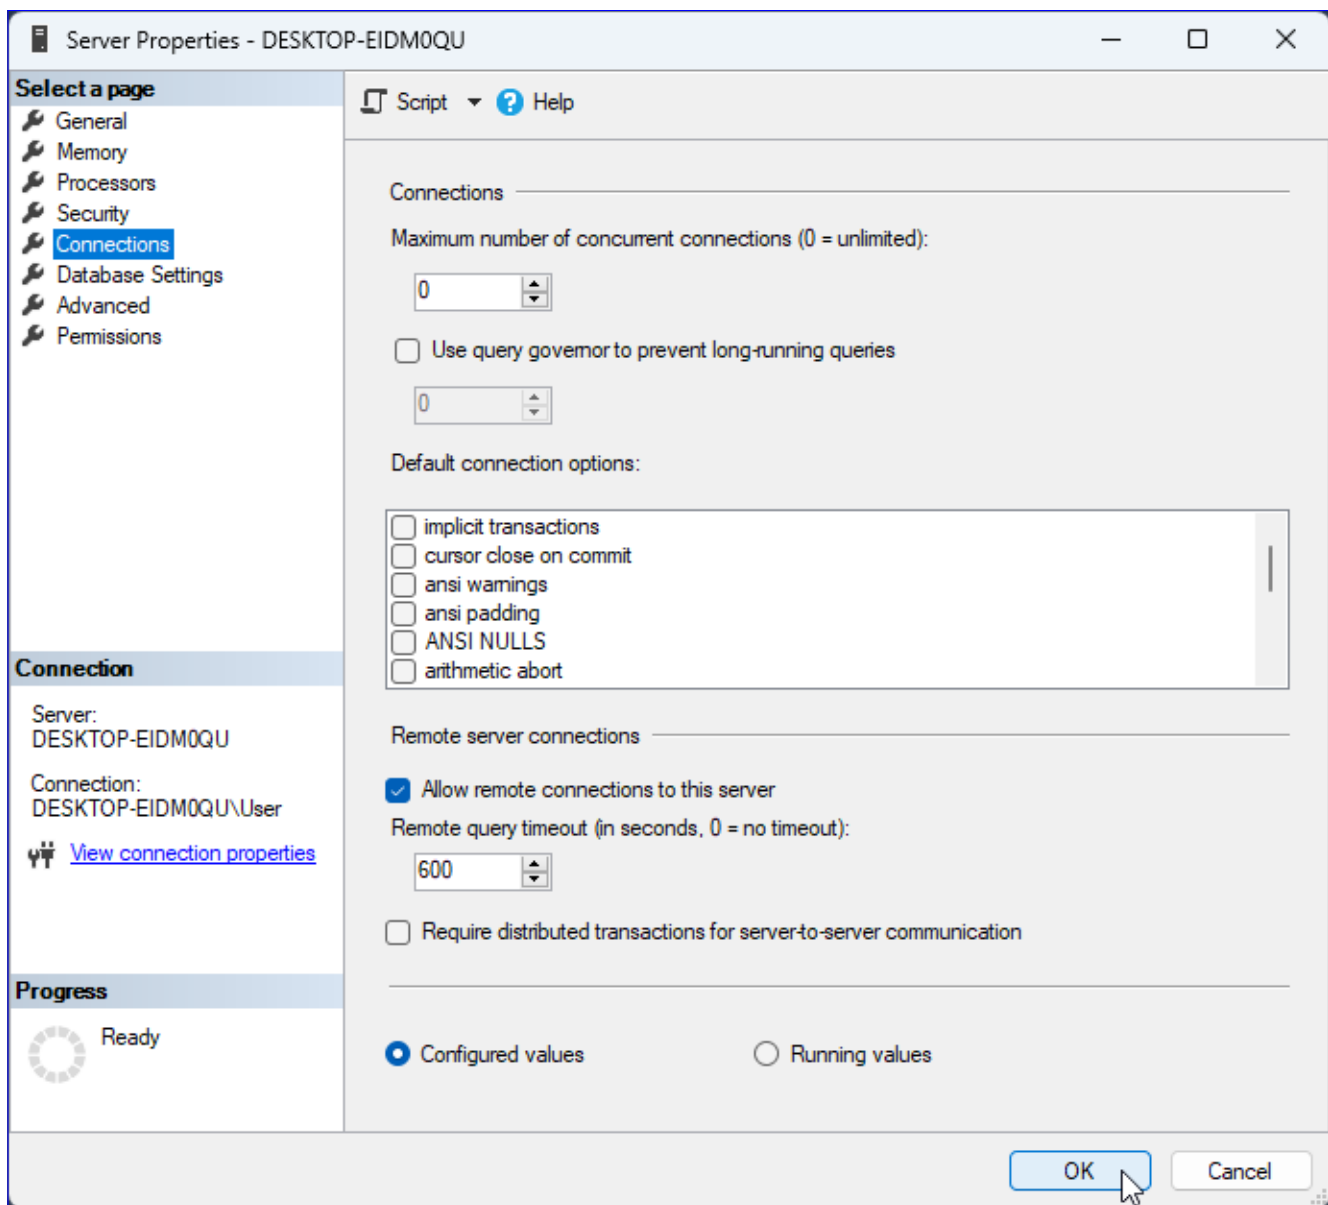 Server Properties - DESKTOP-EIDM0QU
Select a page
General
Memory
Processors
Security
Connections
Database Settings
Advanced
Permissions
Connection
Server:
DESKTOP-EIDM0QU
Connection:
DESKTOP-EIDM0QU\User
View connection properties
Progress
Ready
Script
Help
Connections
Maximum number of concurrent connections (0 = unlimited):
0
Use query governor to prevent long-running queries
0
Default connection options:
implicit transactions
cursor close on commit
ansi warnings
ansi padding
ANSI NULLS
arithmetic abort
Remote server connections
Allow remote connections to this server
Remote query timeout (in seconds, 0 = no timeout):
600
Require distributed transactions for server-to-server communication
Configured values
Running values
OK
Cancel